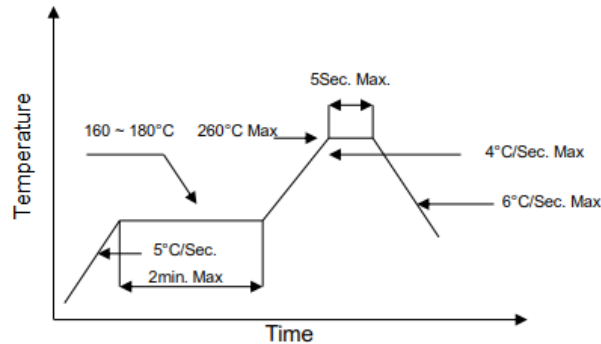 5Sec. Max.
160 ~ 180°C
260°C Max
4°C/Sec. Max
6°C/Sec. Max
5°C/Sec.
2min. Max
Temperature
Time